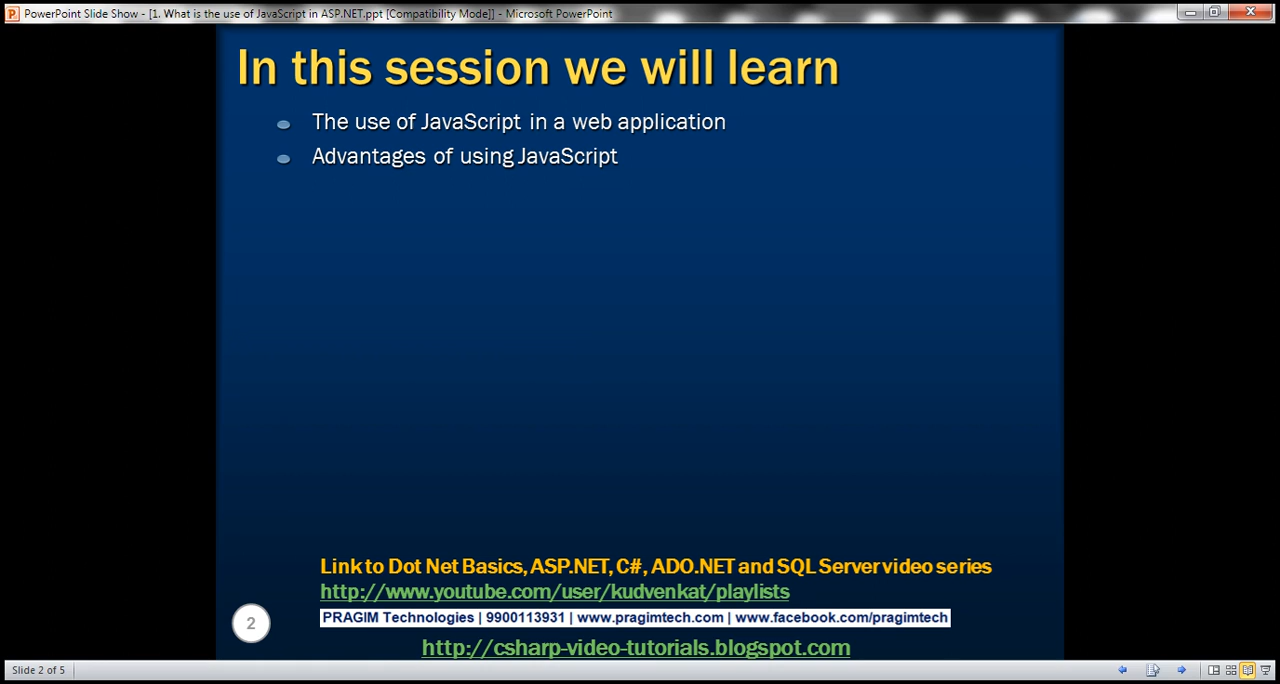 PowerPoint Slide Show - [1. What is the use of JavaScript in ASP.NET.ppt [Compatibility Mode]] - Microsoft PowerPoint
In this session we will learn
The use of JavaScript in a web application
Advantages of using JavaScript
Link to Dot Net Basics, ASP.NET, C#, ADO.NET and SQL Server video series
http://www.youtube.com/user/kudvenkat/playlists
PRAGIM Technologies | 9900113931 | www.pragimtech.com | www.facebook.com/pragimtech
2
http://csharp-video-tutorials.blogspot.com
Slide 2 of 5